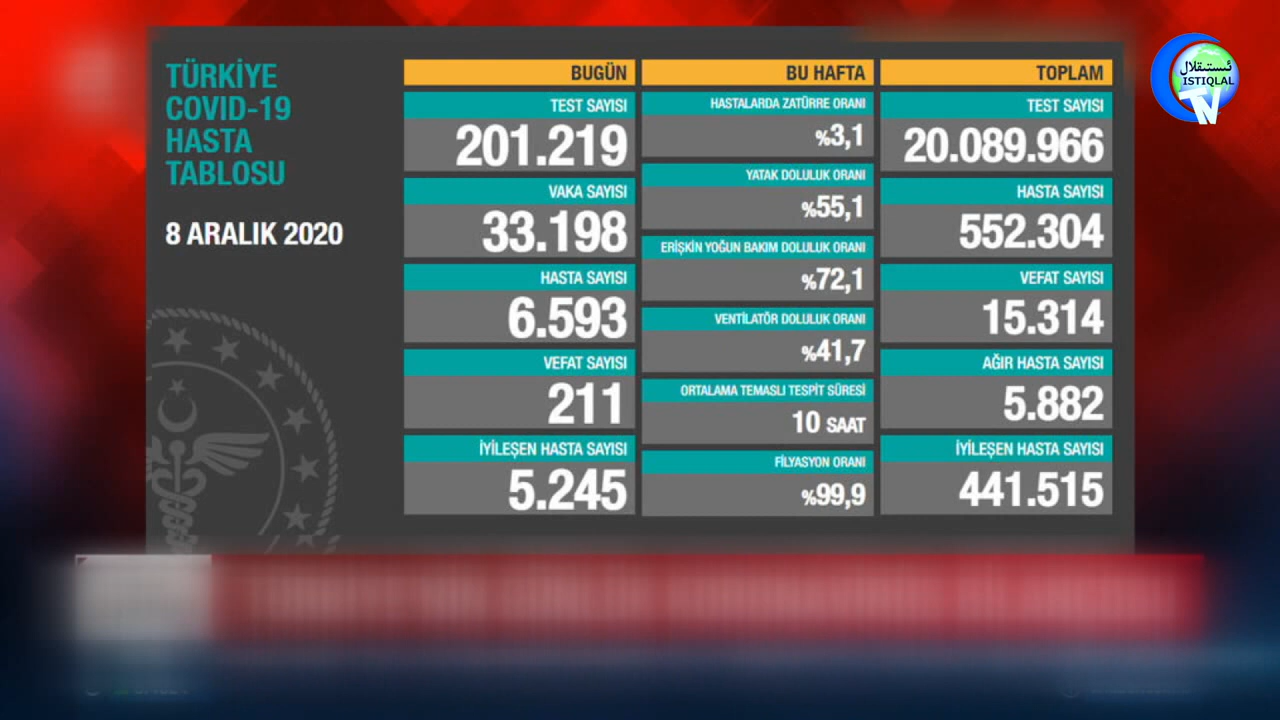 TÜRKİYE
COVID-19
HASTA
TABLOSU
8 ARALIK 2020
BUGÜN
TEST SAYISI
201.219
VAKA SAYISI
33.198
HASTA SAYISI
6.593
VEFAT SAYISI
211
İYİLEŞEN HASTA SAYISI
5.245
BU HAFTA
HASTALARDA ZATÜRRE ORANI
%3,1
YATAK DOLULUK ORANI
%55,1
ERİŞKİN YOĞUN BAKIM DOLULUK ORANI
%72,1
VENTİLATÖR DOLULUK ORANI
%41,7
ORTALAMA TEMASLI TESPİT SÜRESİ
10 SAAT
FİLYASYON ORANI
%99,9
TOPLAM
TEST SAYISI
20.089.966
HASTA SAYISI
552.304
VEFAT SAYISI
15.314
AĞIR HASTA SAYISI
5.882
İYİLEŞEN HASTA SAYISI
441.515
ئىستىقلال
ISTIQLAL
TV